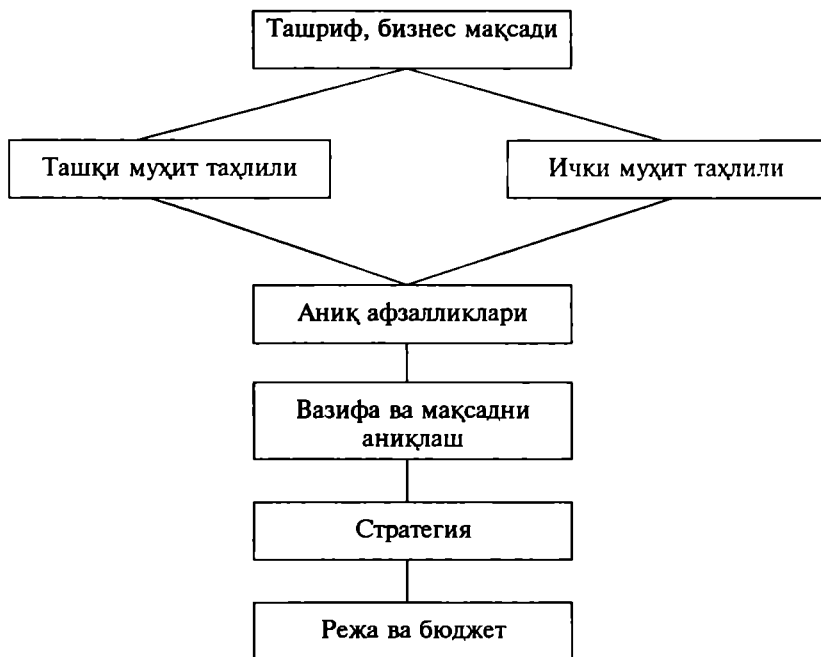 Ташриф, бизнес мақсади
Ташқи муҳит таҳлили
Ички муҳит таҳлили
Аниқ афзалликлари
Вазифа ва мақсадни
аниқлаш
Стратегия
Режа ва бюджет